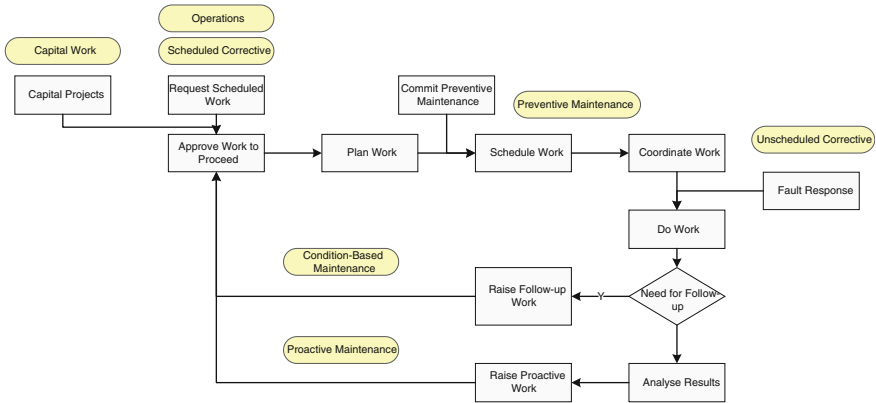 Operations
Capital Work
Scheduled Corrective
Capital Projects
Request Scheduled
Work
Commit Preventive
Maintenance
Preventive Maintenance
Approve Work to
Proceed
Plan Work
Schedule Work
Coordinate Work
Unscheduled Corrective
Fault Response
Do Work
Condition-Based
Maintenance
Raise Follow-up
Work
Y
Need for Follow-
up
Proactive Maintenance
Raise Proactive
Work
Analyse Results